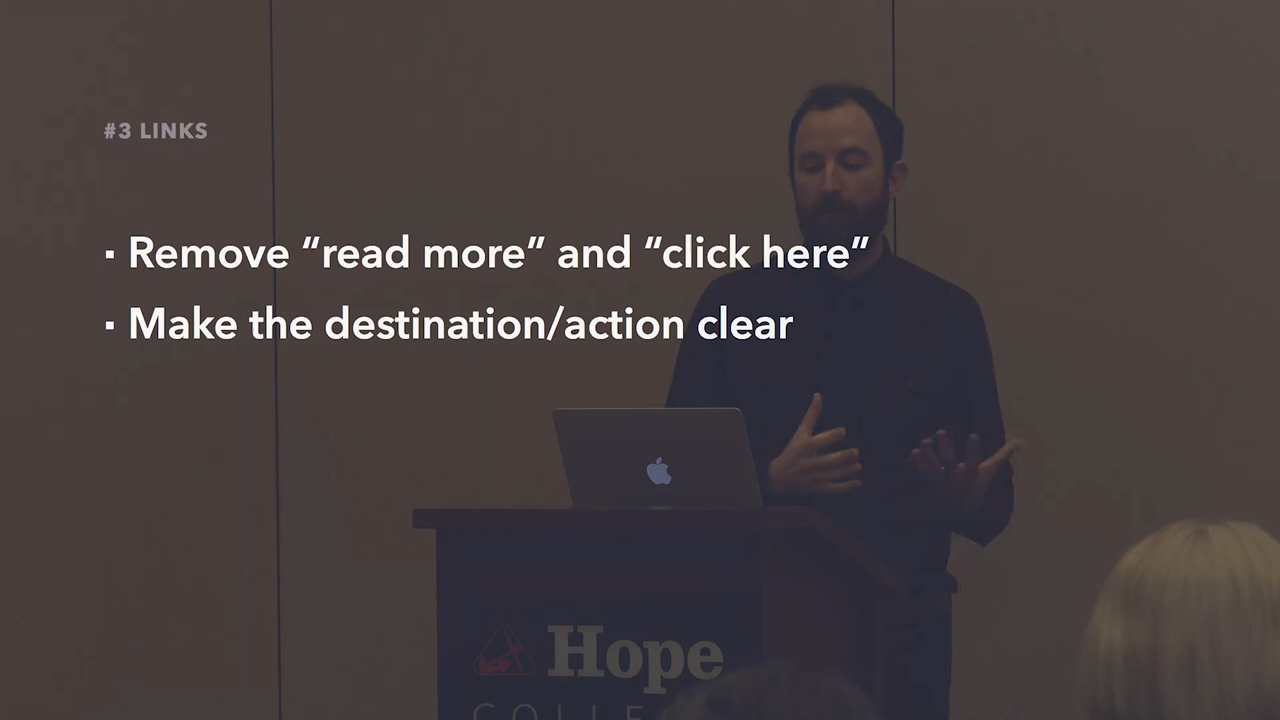 #3 LINKS
▪ Remove “read more” and “click here”
▪ Make the destination/action clear
Hope